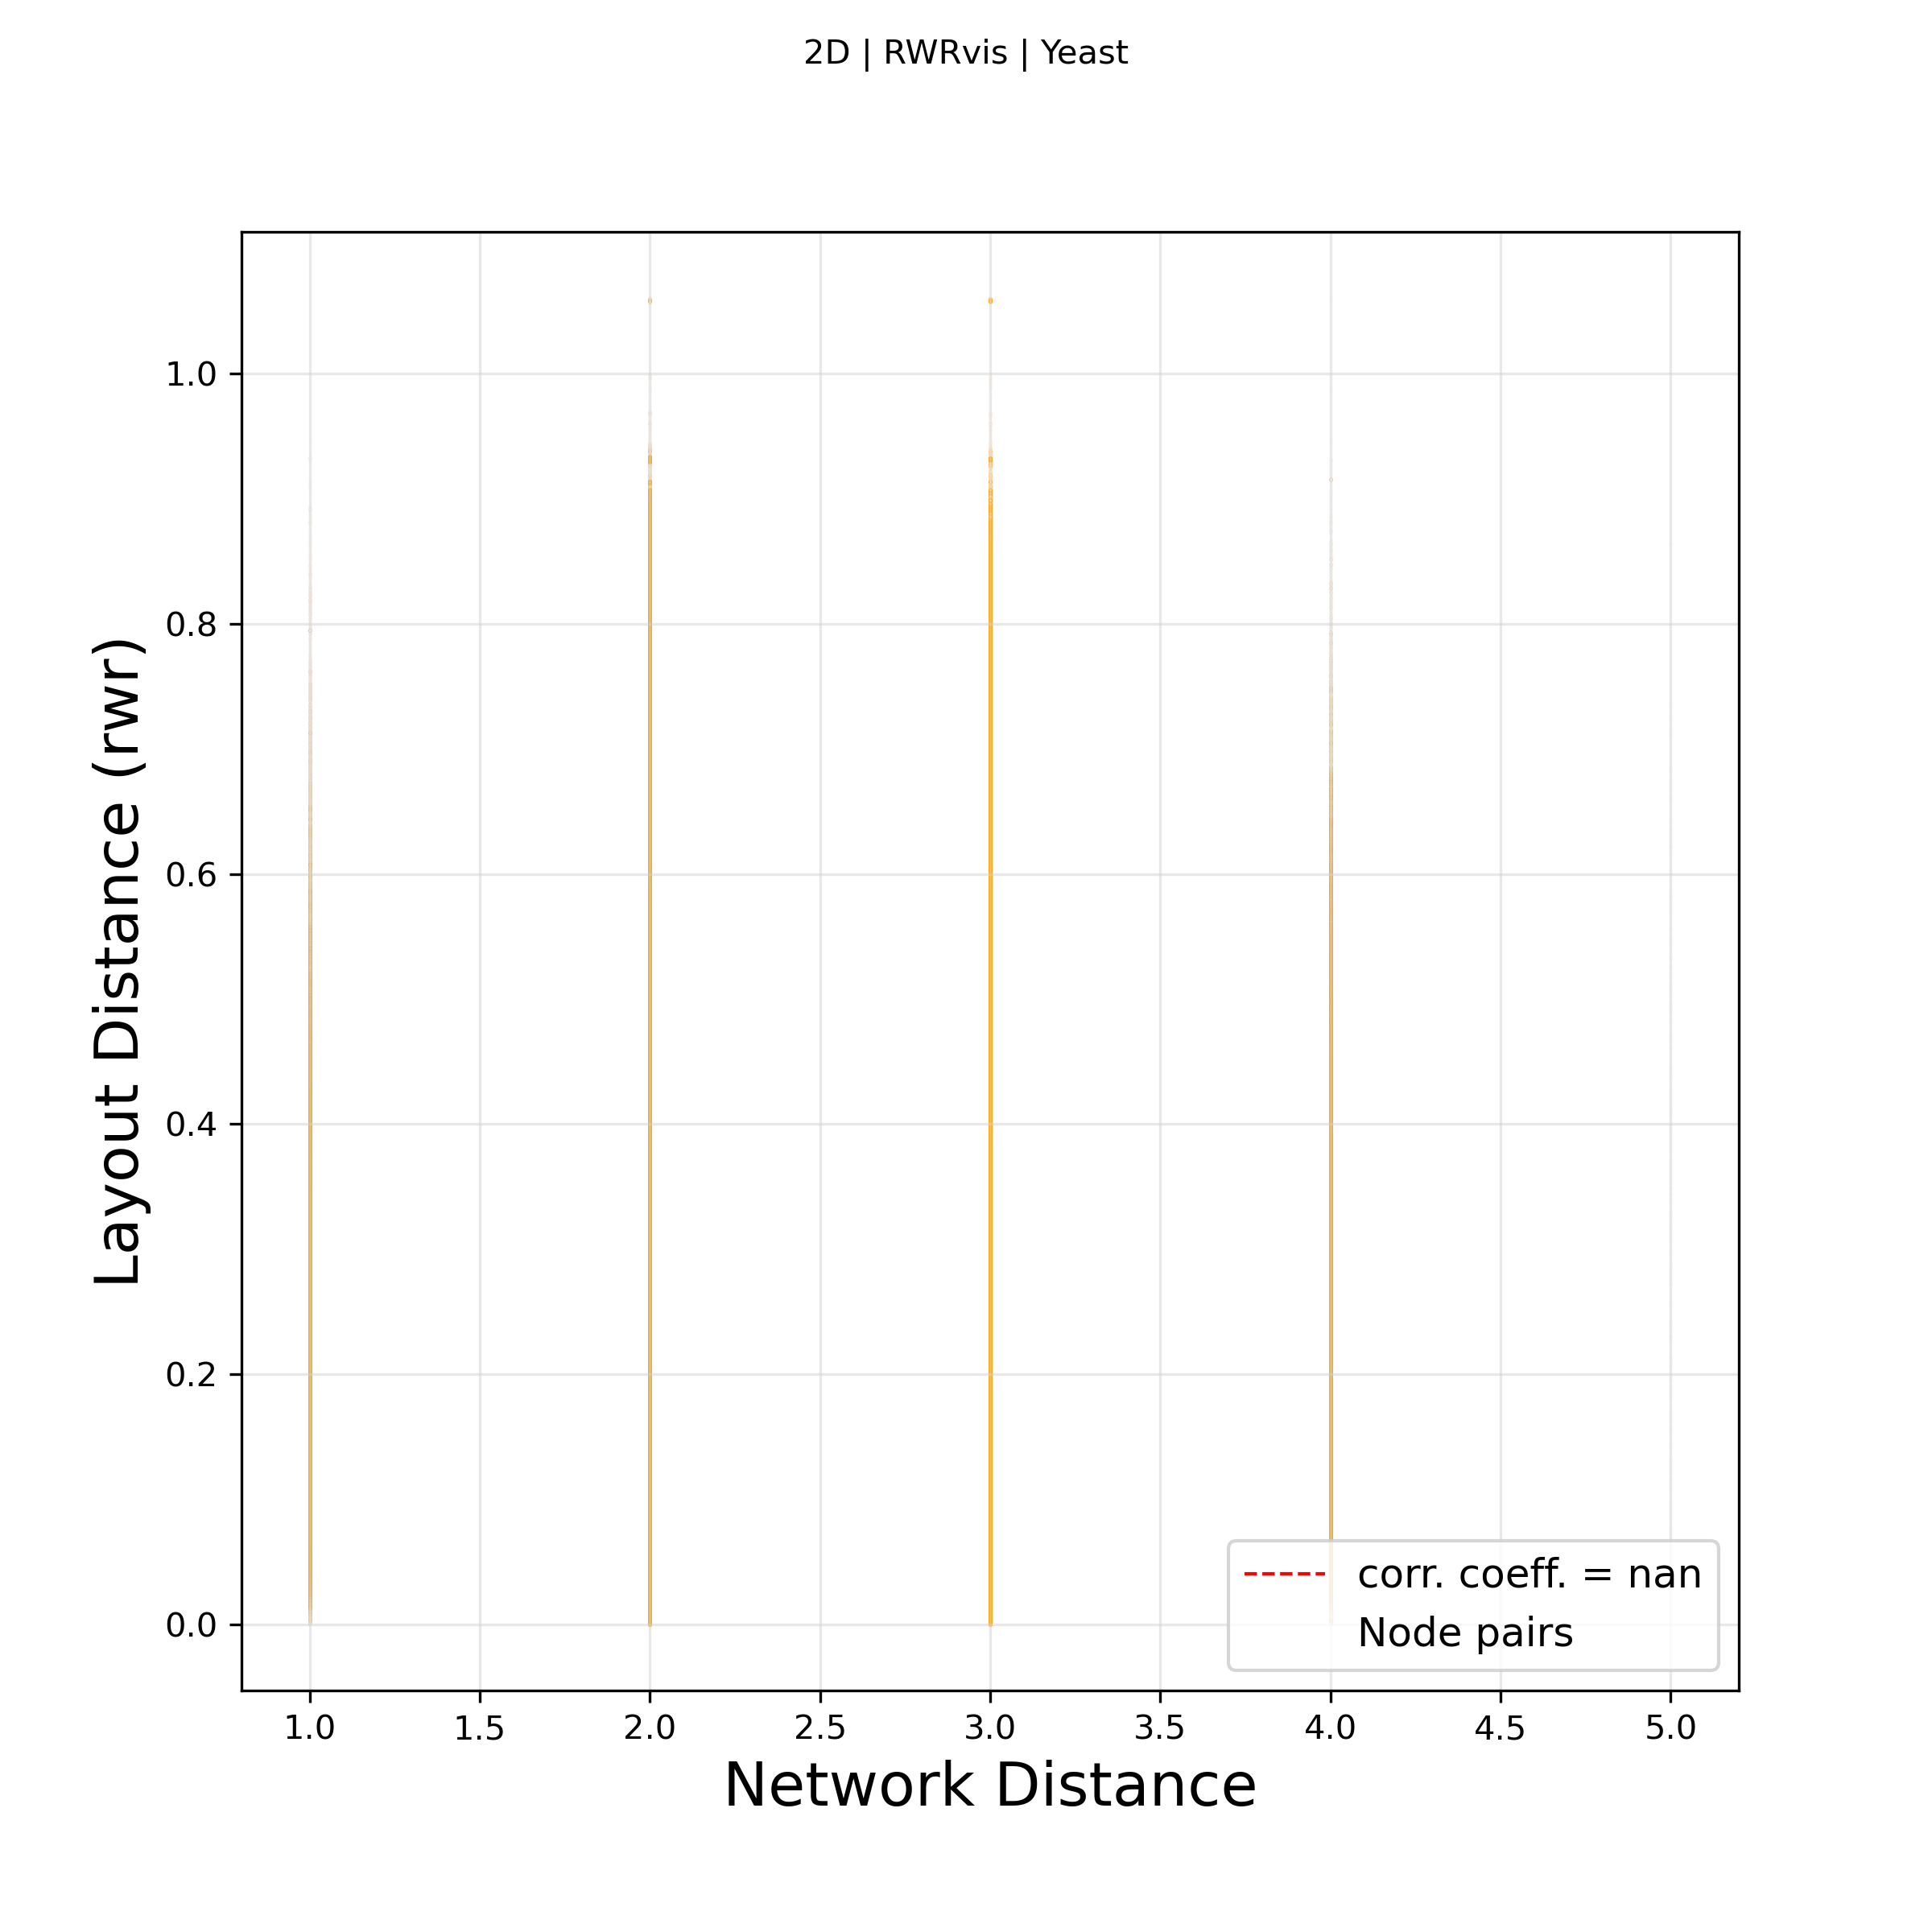 2D | RWRvis | Yeast
Layout Distance (rwr)
1.0
0.8
0.6
0.4
0.2
0.0
corr. coeff. = nan
Node pairs
1.0 1.5 2.0 2.5 3.0 3.5 4.0 4.5 5.0
Network Distance